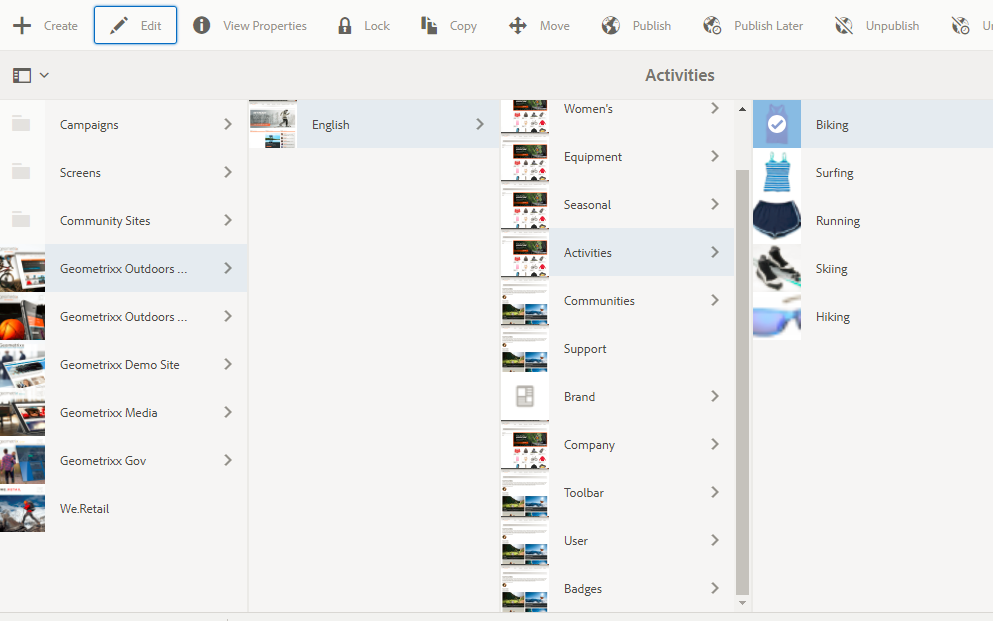 Create
Edit
View Properties
Lock
Copy
Move
Publish
Publish Later
Unpublish
Activities
Campaigns
Screens
Community Sites
Geometrixx Outdoors ...
Geometrixx Outdoors ...
Geometrixx Demo Site
Geometrixx Media
Geometrixx Gov
We.Retail
English
Women's
Equipment
Seasonal
Activities
Communities
Support
Brand
Company
Toolbar
User
Badges
Biking
Surfing
Running
Skiing
Hiking